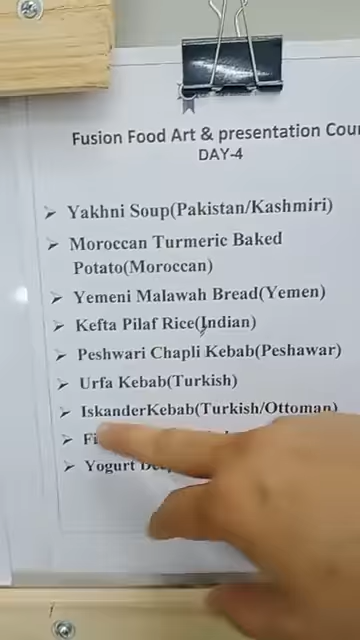 Fusion Food Art & presentation Cou
DAY-4
Yakhni Soup(Pakistan/Kashmiri)
Moroccan Turmeric Baked
Potato(Moroccan)
Yemeni Malawah Bread(Yemen)
Kefta Pilaf Rice(Indian)
Peshwari Chapli Kebab(Peshawar)
Urfa Kebab(Turkish)
IskanderKebab(Turkish/Ottoman)
Fi
Yogurt